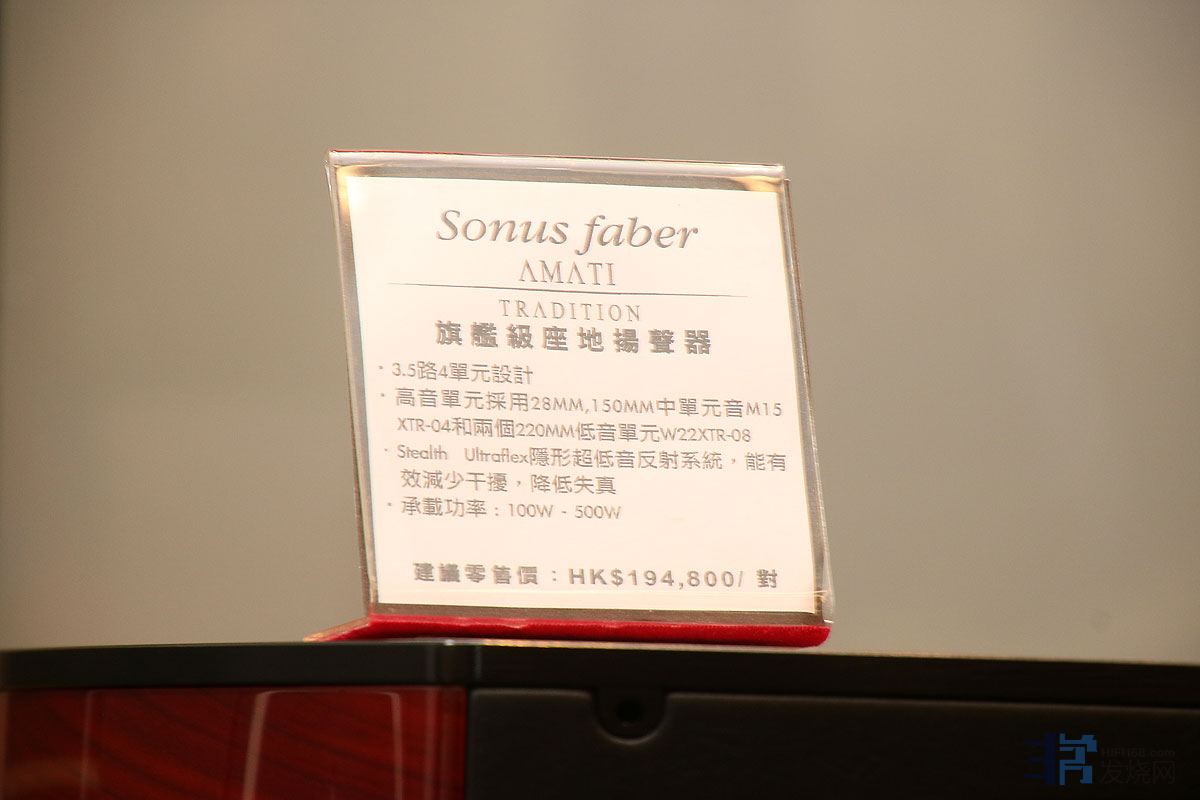 Sonus faber
AMATI
TRADITION
旗艦級座地揚聲器
· 3.5路4單元設計
· 高音單元採用28MM,150MM中單元音M15
XTR-04和兩個220MM低音單元W22XTR-08
· Stealth Ultraflex隱形超低音反射系統，能有
效減少干擾，降低失真
· 承載功率：100W - 500W
建議零售價：HK$194,800/ 對
HIFI168.com
发烧网